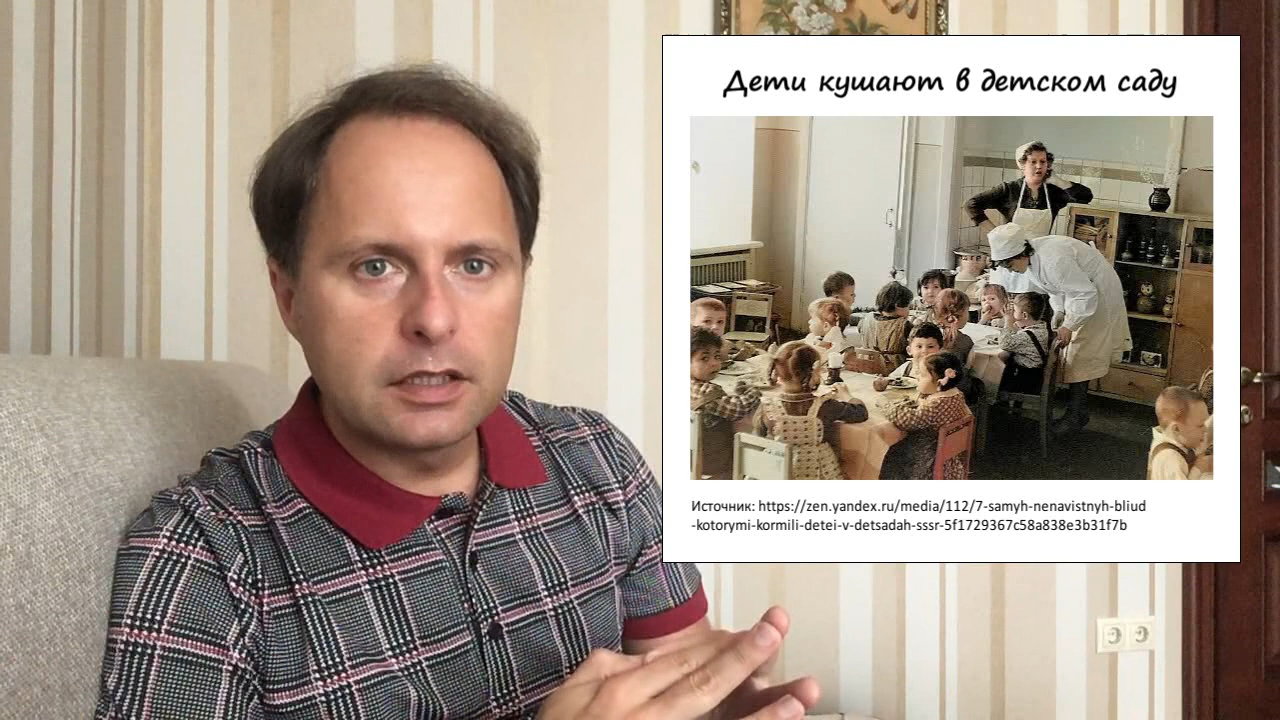 Дети кушают в детском саду
Источник: https://zen.yandex.ru/media/112/7-samyh-nenavistnyh-bliud
-kotorymi-kormili-detei-v-detsadah-sssr-5f1729367c58a838e3b31f7b